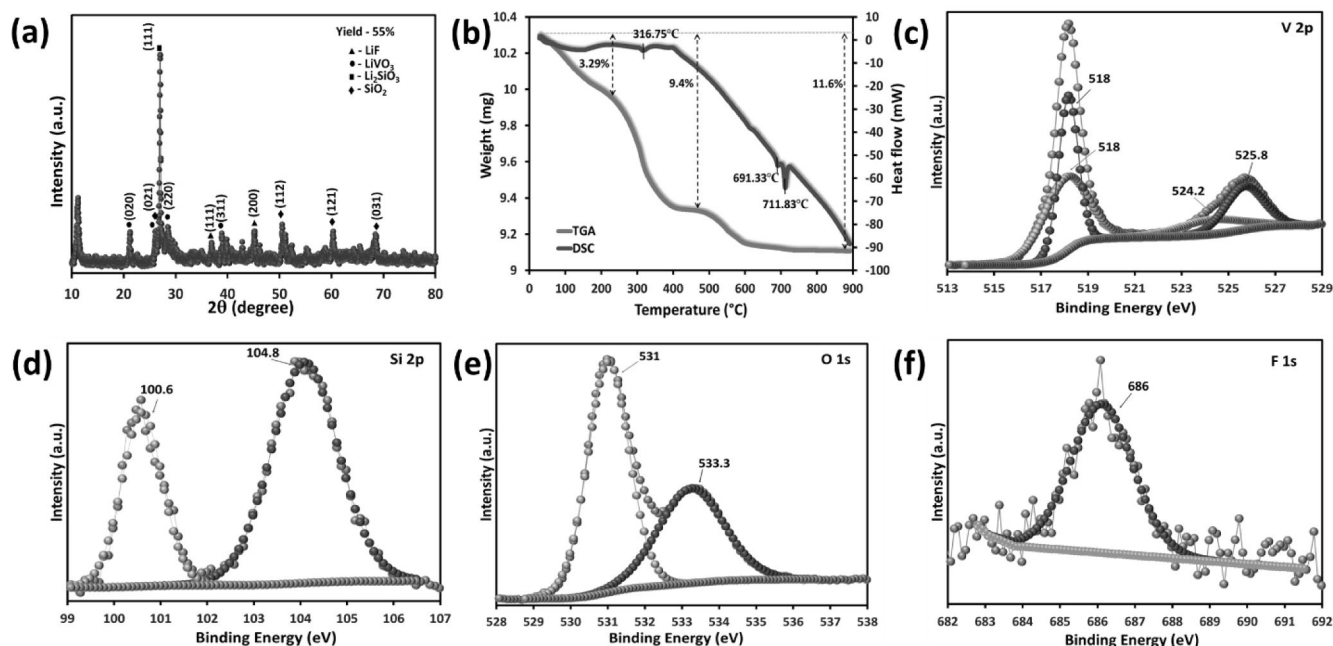 (a)
Yield - 55%
▲ - LiF
● - LiVO₃
■ - Li₂SiO₃
♦ - SiO₂
(111)
(020)
(021)
(220)
(111)
(311)
(200)
(112)
(121)
(031)
Intensity (a.u.)
10 20 30 40 50 60 70 80
2θ (degree)
(b)
10.4
10.2
10
9.8
9.6
9.4
9.2
9
Weight (mg)
316.75°C
3.29%
9.4%
11.6%
691.33°C
711.83°C
TGA
DSC
10
0
-10
-20
-30
-40
-50
-60
-70
-80
-90
-100
Heat flow (mW)
0 100 200 300 400 500 600 700 800 900
Temperature (°C)
(c)
V 2p
518
518
525.8
524.2
Intensity (a.u.)
513 515 517 519 521 523 525 527 529
Binding Energy (eV)
(d)
Si 2p
104.8
100.6
Intensity (a.u.)
99 100 101 102 103 104 105 106 107
Binding Energy (eV)
(e)
O 1s
531
533.3
Intensity (a.u.)
528 529 530 531 532 533 534 535 536 537 538
Binding Energy (eV)
(f)
F 1s
686
Intensity (a.u.)
682 683 684 685 686 687 688 689 690 691 692
Binding Energy (eV)